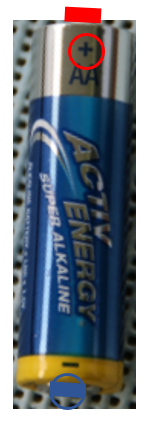 +
AA
ACTIV
ENERGY
SUPER ALKALINE
-